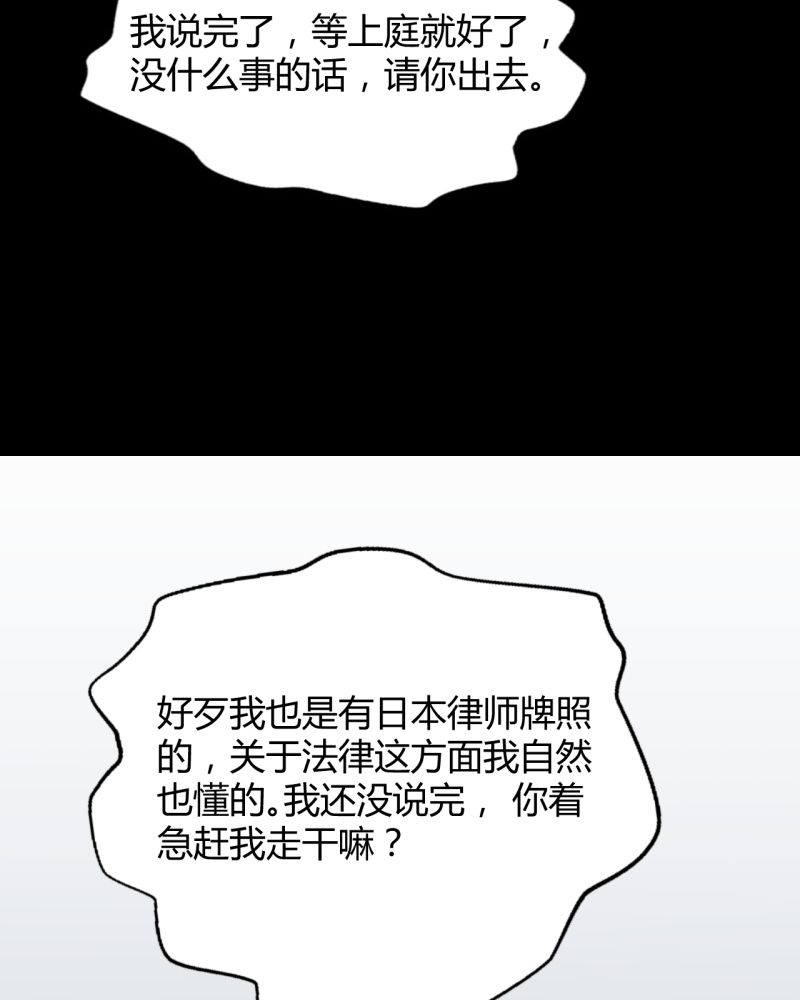 我说完了，等上庭就好了，
没什么事的话，请你出去。
好歹我也是有日本律师牌照
的，关于法律这方面我自然
也懂的。我还没说完， 你着
急赶我走干嘛？